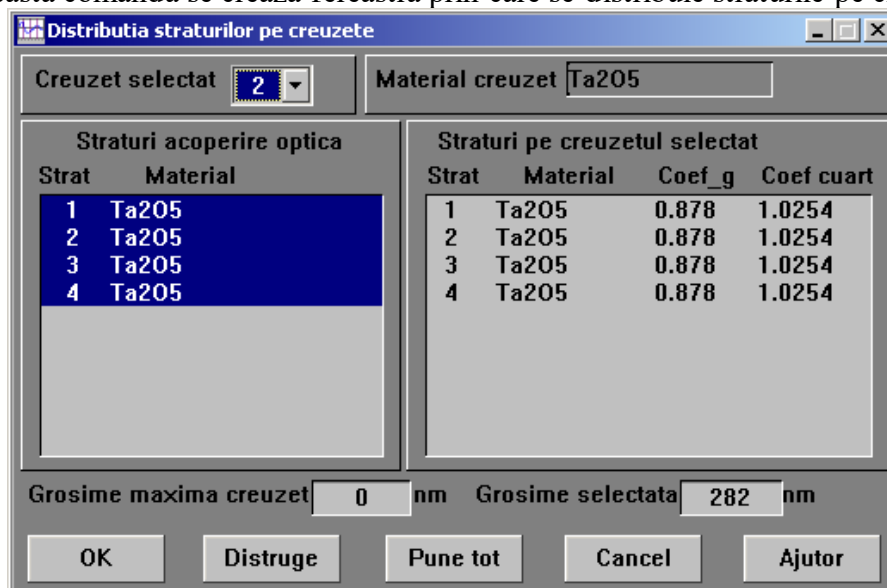 Distributia straturilor pe creuzete
Creuzet selectat 2 Material creuzet Ta2O5
Straturi acoperire optica Straturi pe creuzetul selectat
Strat Material Strat Material Coef_g Coef cuart
1 Ta2O5 1 Ta2O5 0.878 1.0254
2 Ta2O5 2 Ta2O5 0.878 1.0254
3 Ta2O5 3 Ta2O5 0.878 1.0254
4 Ta2O5 4 Ta2O5 0.878 1.0254
Grosime maxima creuzet 0 nm Grosime selectata 282 nm
OK Distruge Pune tot Cancel Ajutor